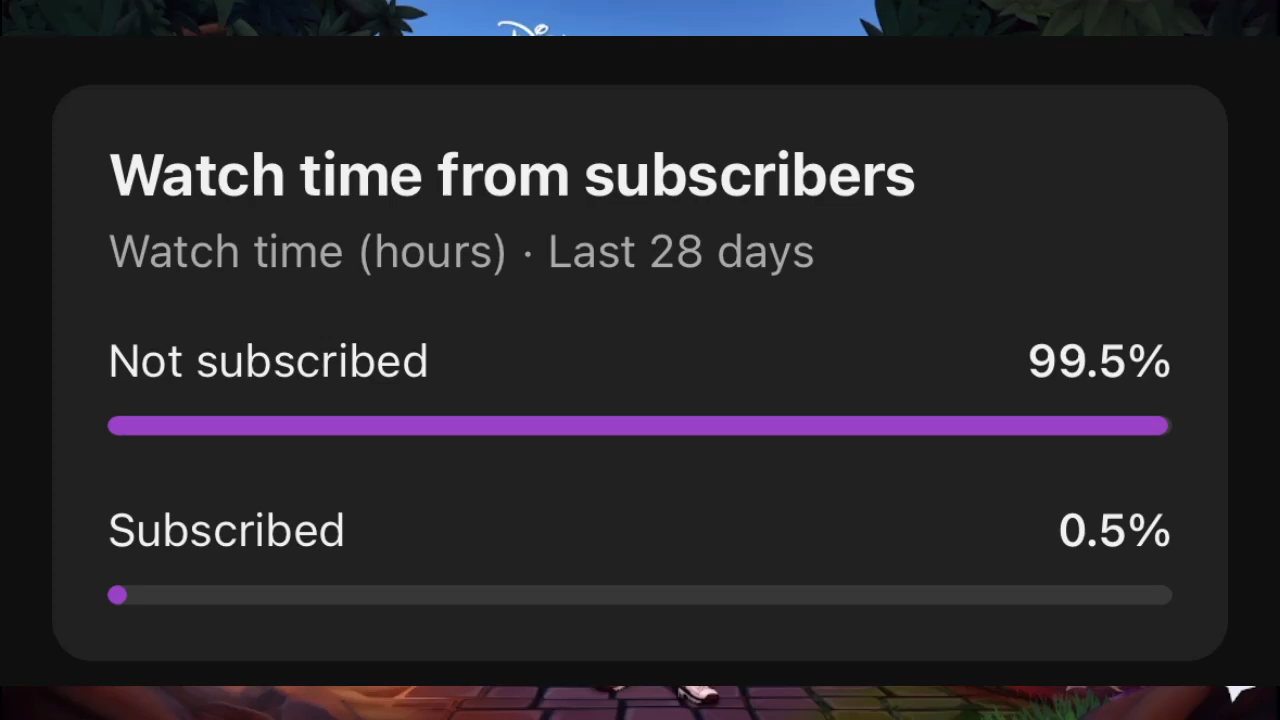 Watch time from subscribers
Watch time (hours) · Last 28 days
Not subscribed 99.5%
Subscribed 0.5%